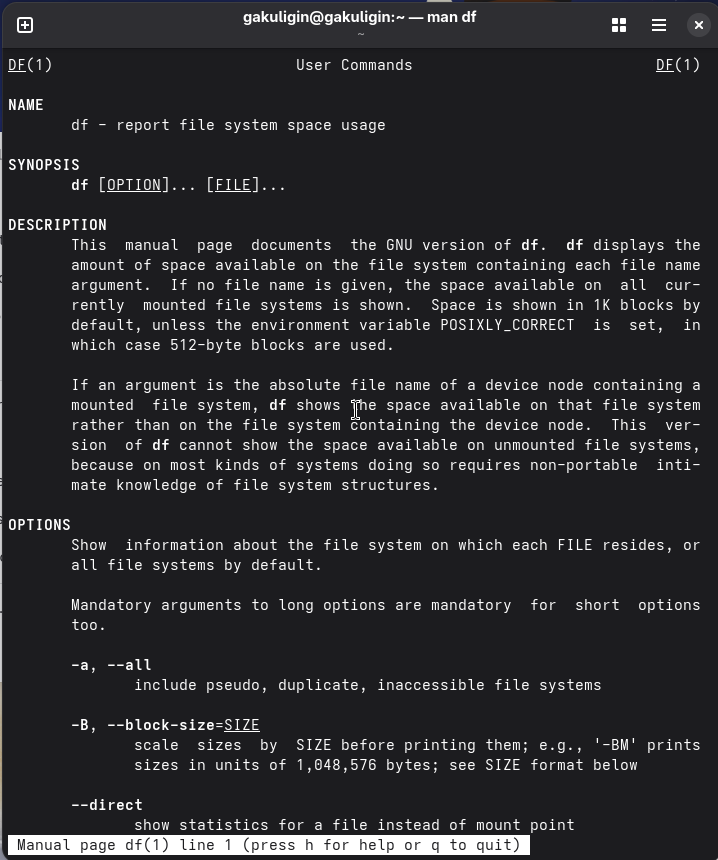 gakuligin@gakuligin:~ — man df
~
DF(1) User Commands DF(1)
NAME
df - report file system space usage
SYNOPSIS
df [OPTION]... [FILE]...
DESCRIPTION
This manual page documents the GNU version of df. df displays the
amount of space available on the file system containing each file name
argument. If no file name is given, the space available on all cur-
rently mounted file systems is shown. Space is shown in 1K blocks by
default, unless the environment variable POSIXLY_CORRECT is set, in
which case 512-byte blocks are used.
If an argument is the absolute file name of a device node containing a
mounted file system, df shows the space available on that file system
rather than on the file system containing the device node. This ver-
sion of df cannot show the space available on unmounted file systems,
because on most kinds of systems doing so requires non-portable inti-
mate knowledge of file system structures.
OPTIONS
Show information about the file system on which each FILE resides, or
all file systems by default.
Mandatory arguments to long options are mandatory for short options
too.
-a, --all
include pseudo, duplicate, inaccessible file systems
-B, --block-size=SIZE
scale sizes by SIZE before printing them; e.g., '-BM' prints
sizes in units of 1,048,576 bytes; see SIZE format below
--direct
show statistics for a file instead of mount point
Manual page df(1) line 1 (press h for help or q to quit)